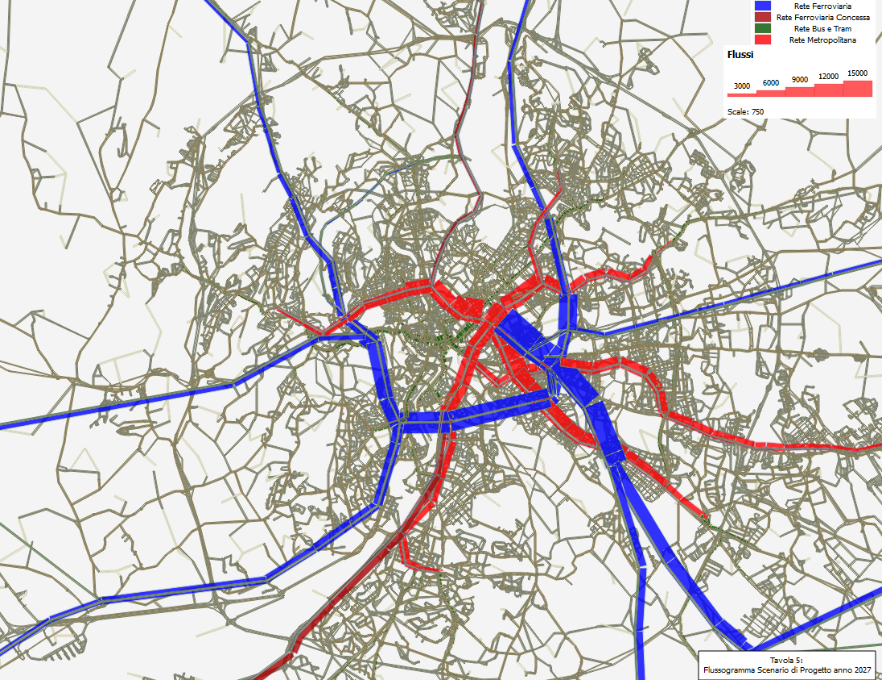 Rete Ferroviaria
Rete Ferroviaria Concessa
Rete Bus e Tram
Rete Metropolitana
Flussi
3000 6000 9000 12000 15000
Scale: 750
Tavola 5:
Flussogramma Scenario di Progetto anno 2027